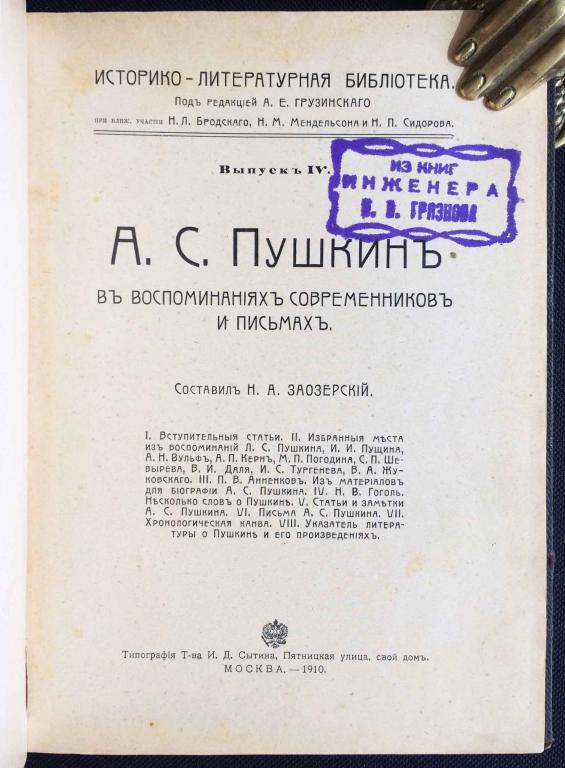 ИСТОРИКО-ЛИТЕРАТУРНАЯ БИБЛІОТЕКА.
Подъ редакціей А. Е. ГРУЗИНСКАГО
ПРИ БЛИЖ. УЧАСТІИ Н. Л. Бродскаго, Н. М. Мендельсона и Н. П. Сидорова.
Выпускъ IV.
ИЗ КНИГ
ИНЖЕНЕРА
ГРЯЗНОВА
А. С. Пушкинъ
ВЪ ВОСПОМИНАНІЯХЪ СОВРЕМЕННИКОВЪ
И ПИСЬМАХЪ.
Составилъ Н. А. ЗАОЗЕРСКІЙ.
I. Вступительныя статьи. II. Избранныя мѣста
изъ воспоминаній Л. С. Пушкина, И. И. Пущина,
А. Н. Вульфъ, А. П. Кернъ, М. П. Погодина, С. П. Ше-
вырева, В. И. Даля, И. С. Тургенева, В. А. Жу-
ковскаго. III. П. В. Анненковъ. Изъ матеріаловъ
для біографіи А. С. Пушкина. IV. Н. В. Гоголь.
Нѣсколько словъ о Пушкинѣ. V. Статьи и замѣтки
А. С. Пушкина. VI. Письма А. С. Пушкина. VII.
Хронологическая канва. VIII. Указатель литера-
туры о Пушкинѣ и его произведеніяхъ.
Типографія Т-ва И. Д. Сытина, Пятницкая улица, свой домъ.
МОСКВА.—1910.